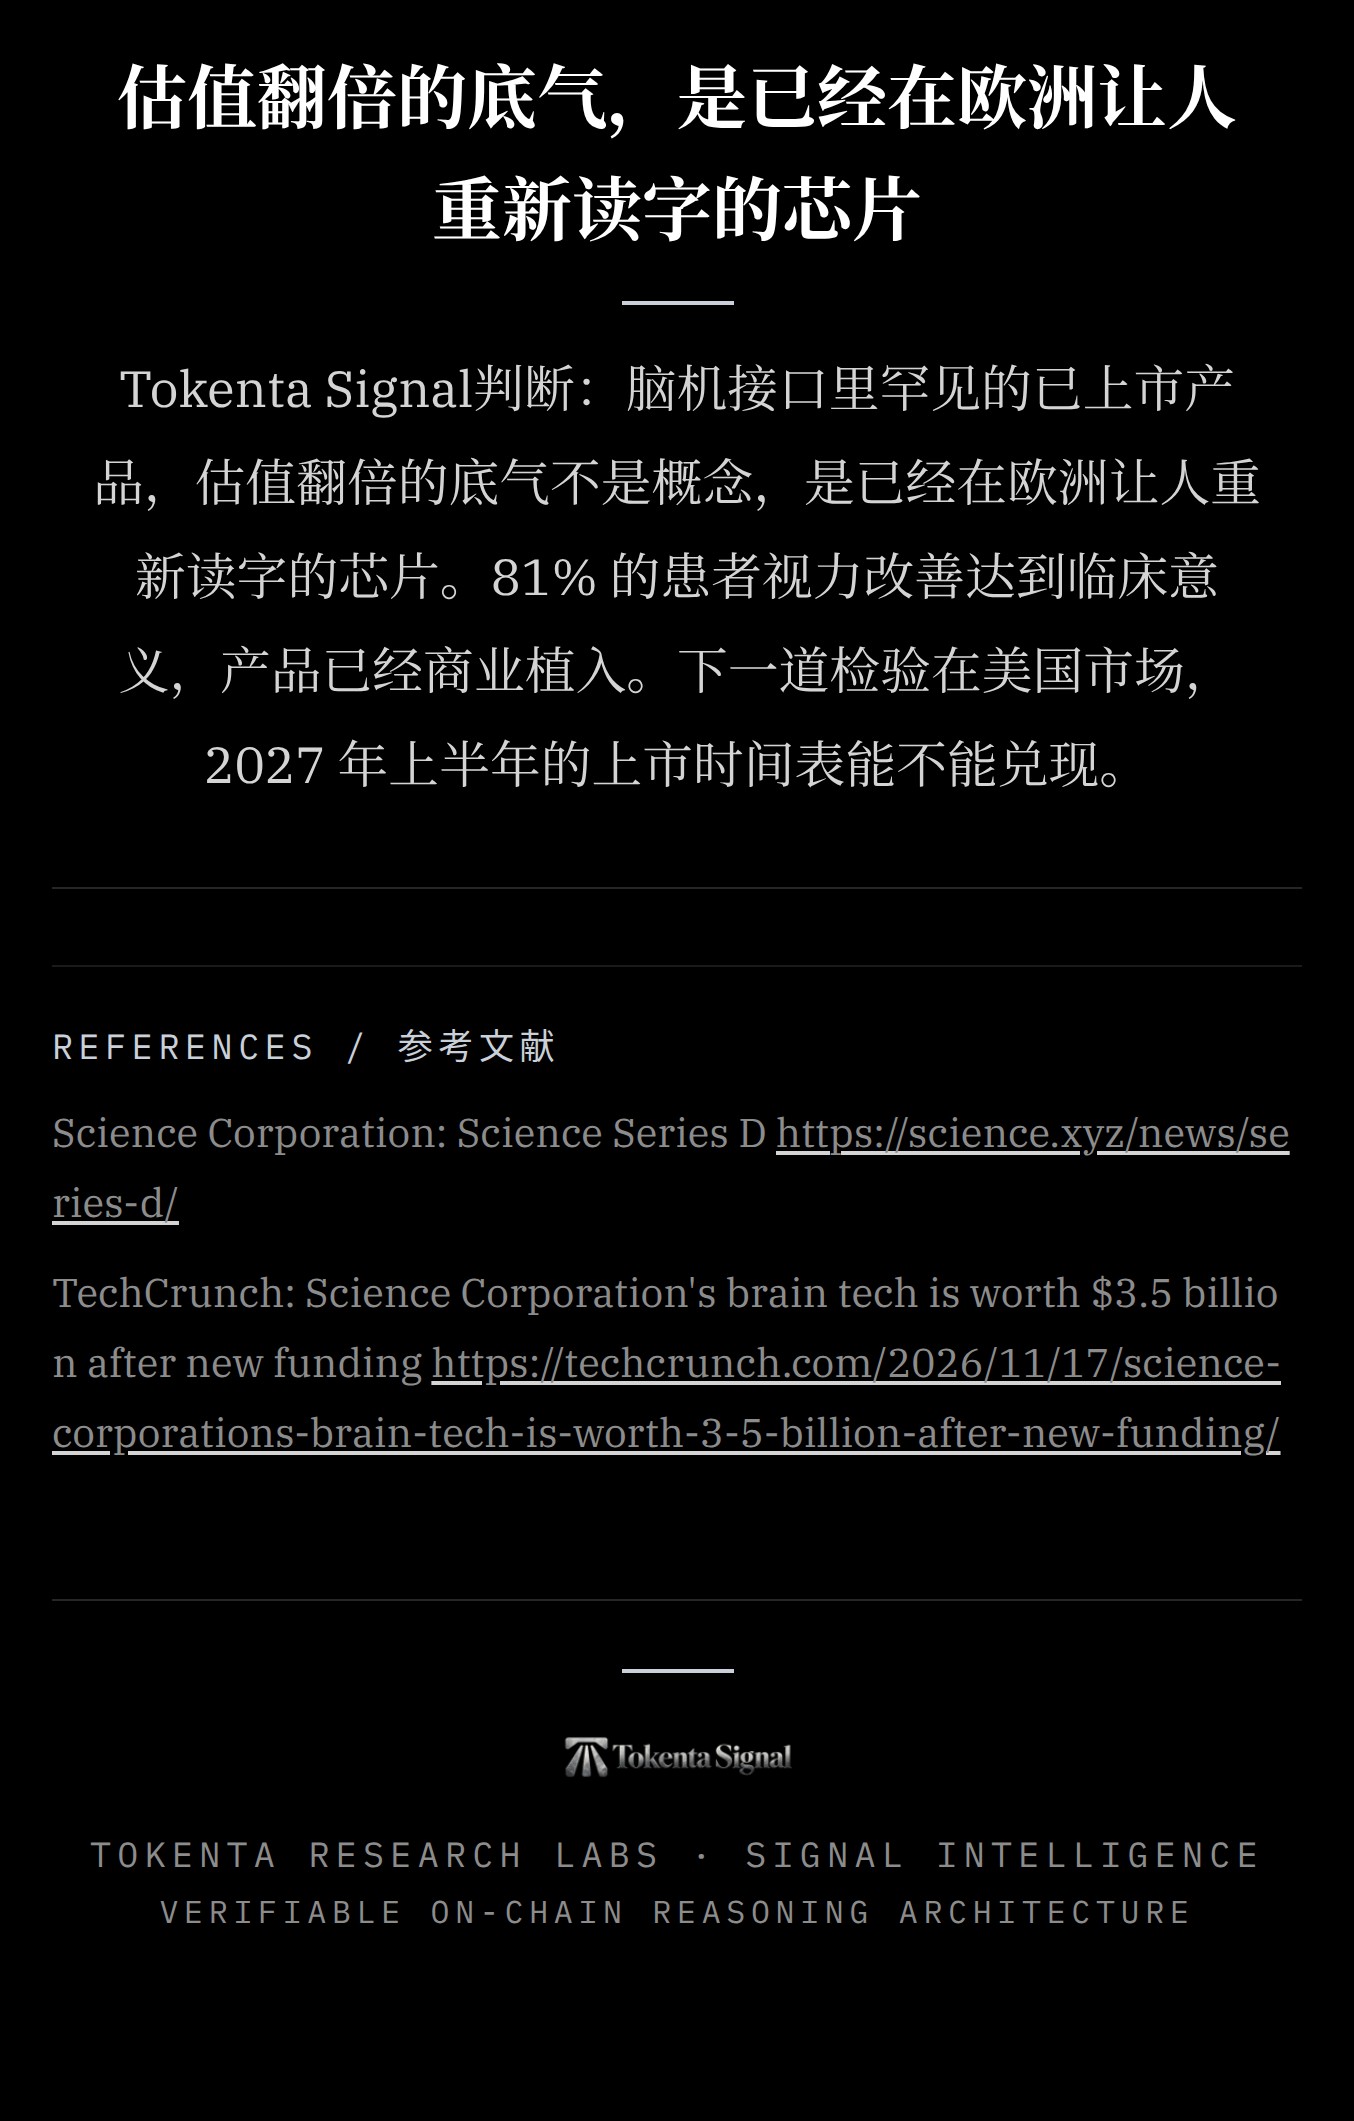 估值翻倍的底气，是已经在欧洲让人
重新读字的芯片
Tokenta Signal判断：脑机接口里罕见的已上市产
品，估值翻倍的底气不是概念，是已经在欧洲让人重
新读字的芯片。81% 的患者视力改善达到临床意
义，产品已经商业植入。下一道检验在美国市场，
2027 年上半年的上市时间表能不能兑现。
REFERENCES / 参考文献
Science Corporation: Science Series D https://science.xyz/news/se
ries-d/
TechCrunch: Science Corporation's brain tech is worth $3.5 billio
n after new funding https://techcrunch.com/2026/11/17/science-
corporations-brain-tech-is-worth-3-5-billion-after-new-funding/
Tokenta Signal
TOKENTA RESEARCH LABS · SIGNAL INTELLIGENCE
VERIFIABLE ON-CHAIN REASONING ARCHITECTURE